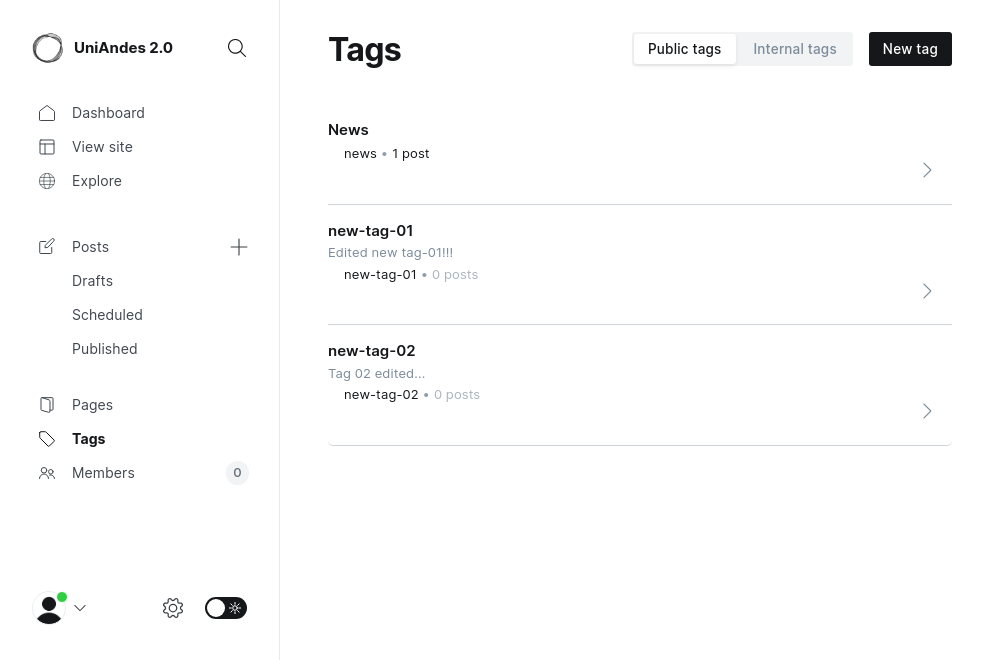 UniAndes 2.0
Dashboard
View site
Explore
Posts
Drafts
Scheduled
Published
Pages
Tags
Members 0
Tags
Public tags Internal tags New tag
News
news • 1 post
new-tag-01
Edited new tag-01!!!
new-tag-01 • 0 posts
new-tag-02
Tag 02 edited...
new-tag-02 • 0 posts